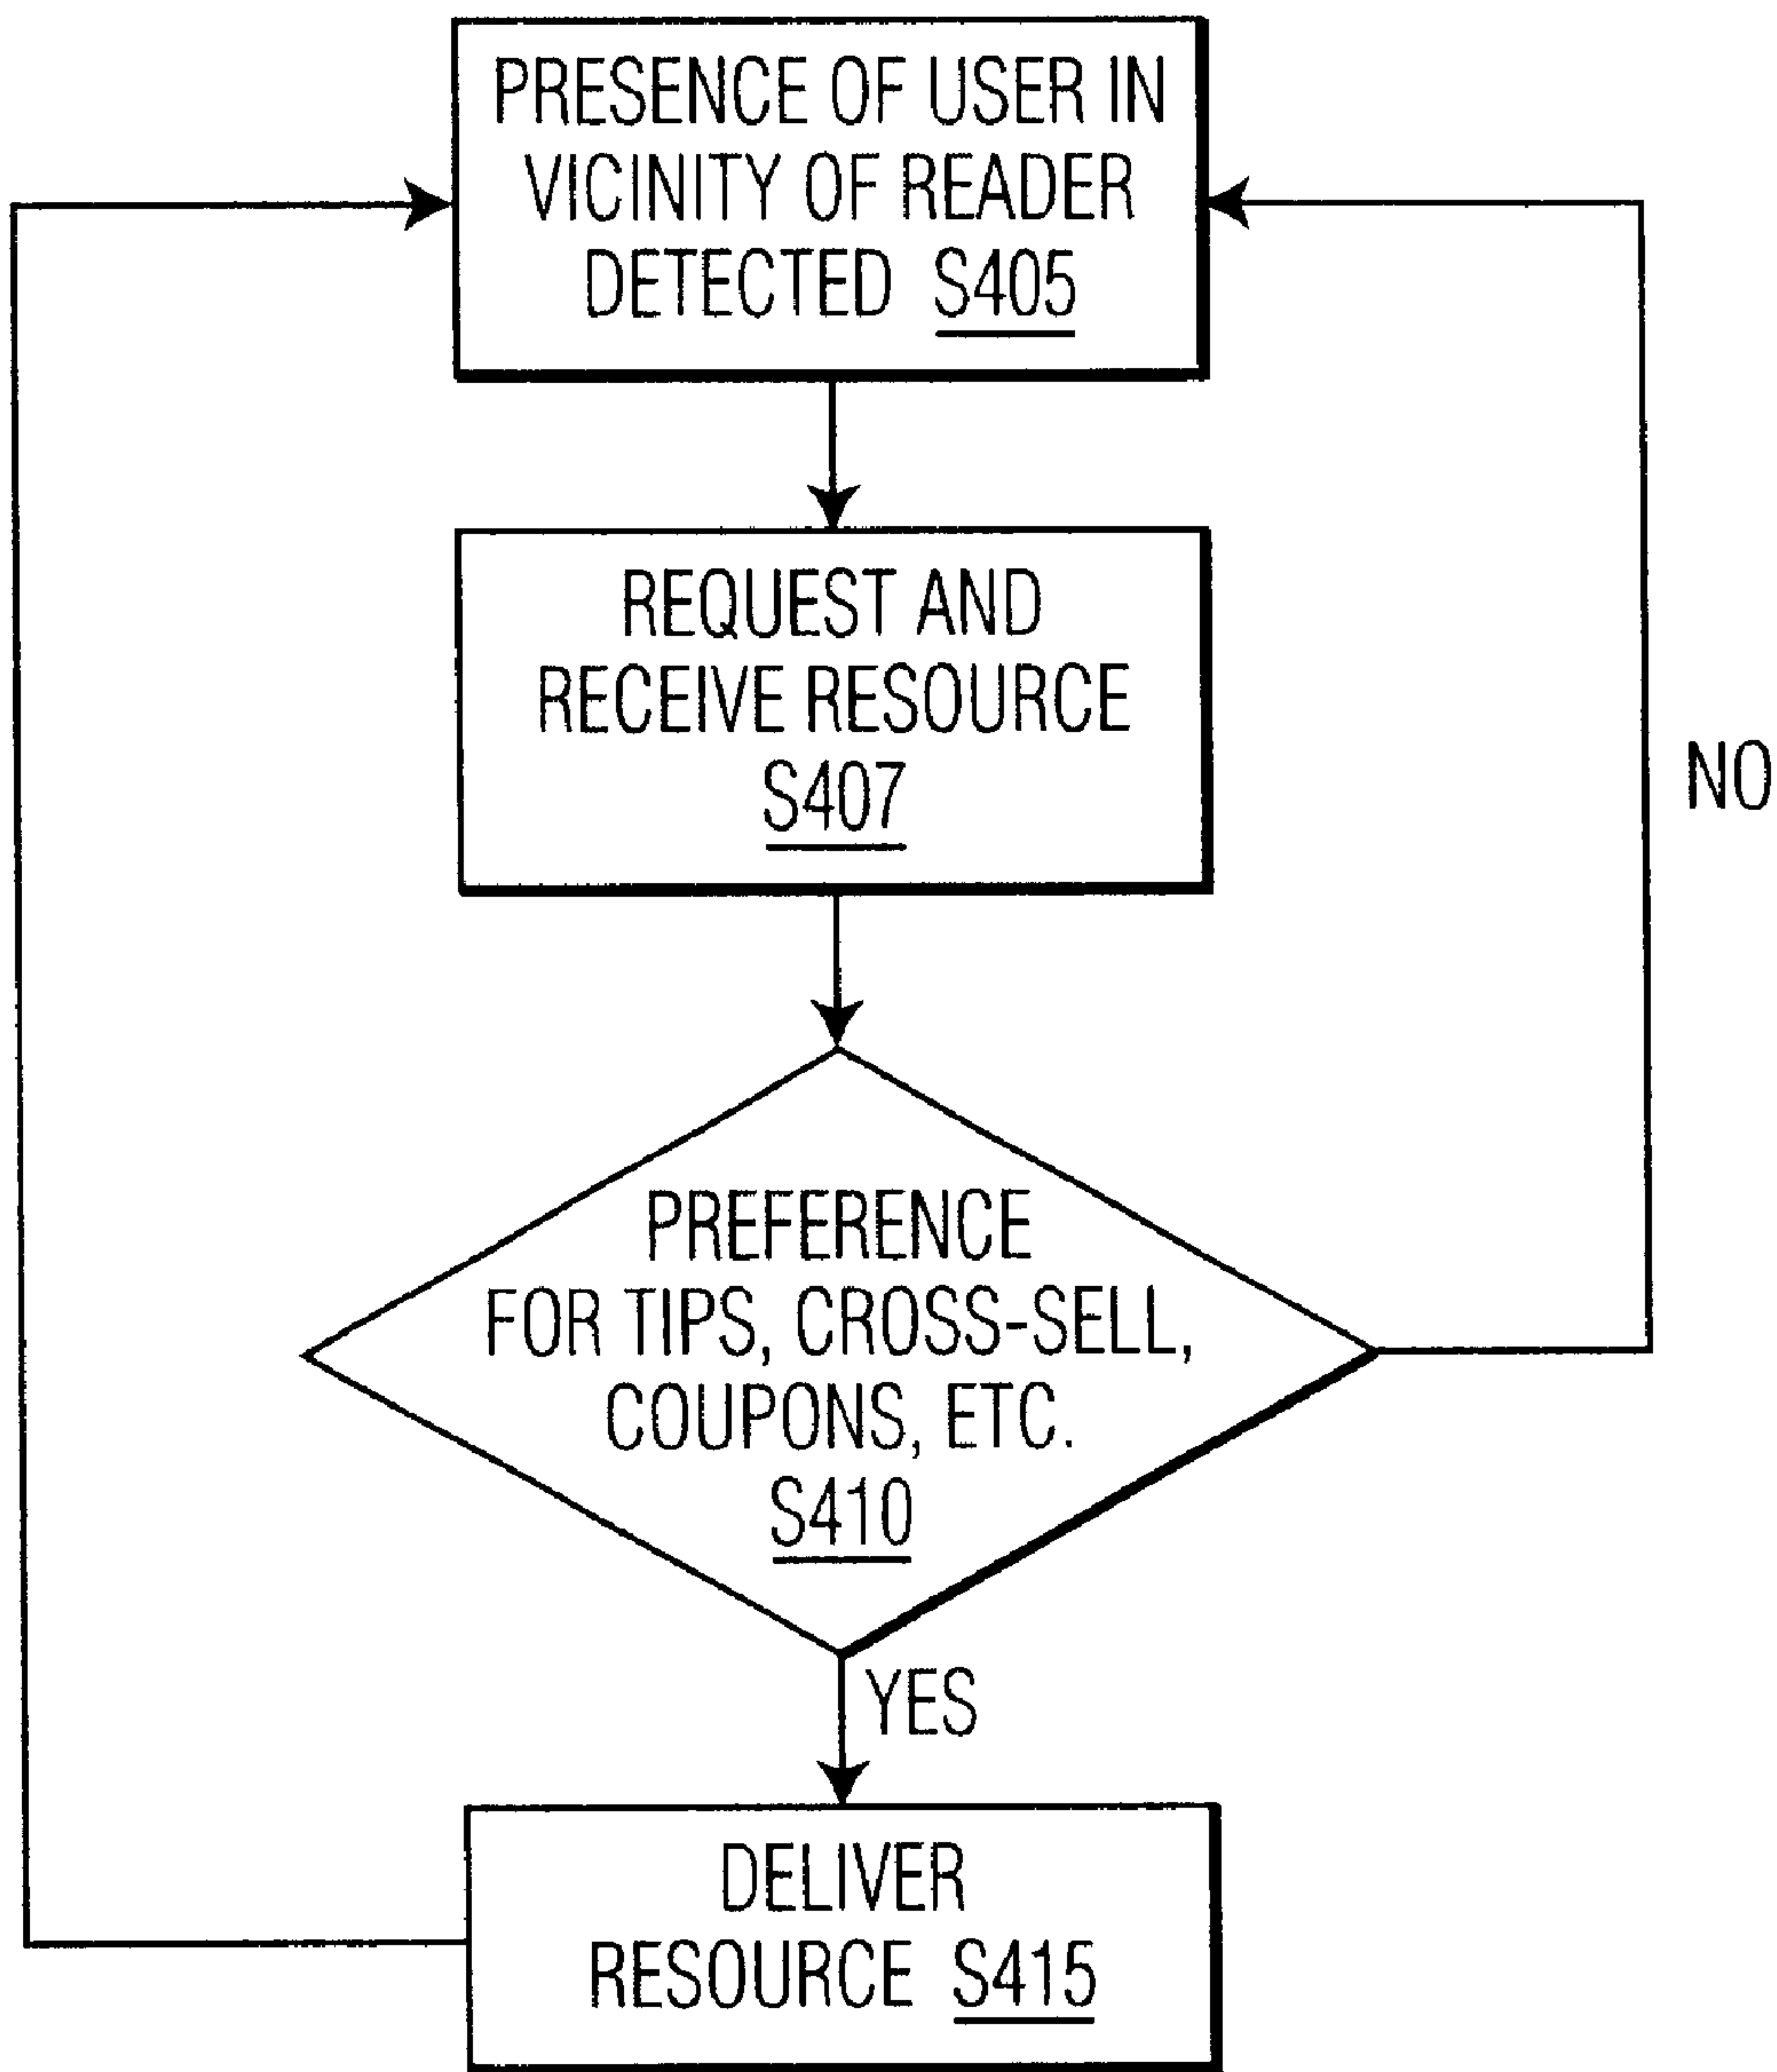 PRESENCE OF USER IN
VICINITY OF READER
DETECTED S405
REQUEST AND
RECEIVE RESOURCE
S407
NO
PREFERENCE
FOR TIPS, CROSS-SELL,
COUPONS, ETC.
S410
YES
DELIVER
RESOURCE S415